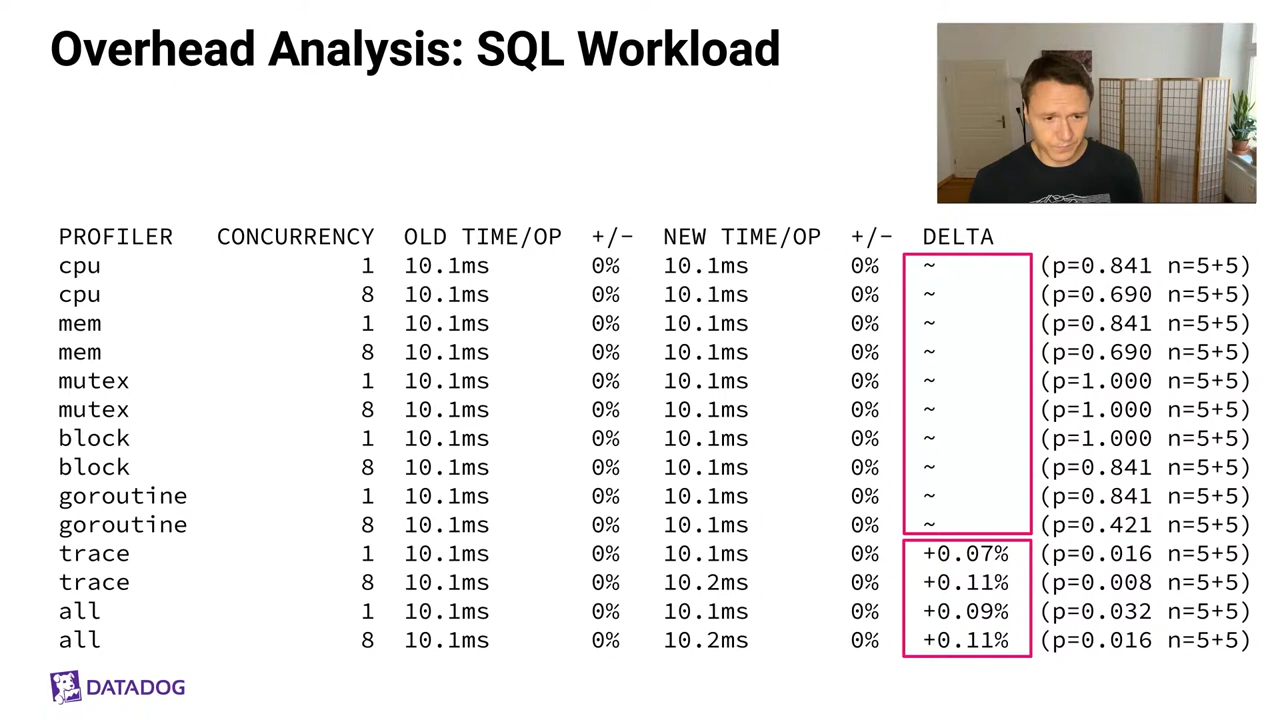 Overhead Analysis: SQL Workload
PROFILER CONCURRENCY OLD TIME/OP +/- NEW TIME/OP +/- DELTA
cpu 1 10.1ms 0% 10.1ms 0% ~ (p=0.841 n=5+5)
cpu 8 10.1ms 0% 10.1ms 0% ~ (p=0.690 n=5+5)
mem 1 10.1ms 0% 10.1ms 0% ~ (p=0.841 n=5+5)
mem 8 10.1ms 0% 10.1ms 0% ~ (p=0.690 n=5+5)
mutex 1 10.1ms 0% 10.1ms 0% ~ (p=1.000 n=5+5)
mutex 8 10.1ms 0% 10.1ms 0% ~ (p=1.000 n=5+5)
block 1 10.1ms 0% 10.1ms 0% ~ (p=1.000 n=5+5)
block 8 10.1ms 0% 10.1ms 0% ~ (p=0.841 n=5+5)
goroutine 1 10.1ms 0% 10.1ms 0% ~ (p=0.841 n=5+5)
goroutine 8 10.1ms 0% 10.1ms 0% ~ (p=0.421 n=5+5)
trace 1 10.1ms 0% 10.1ms 0% +0.07% (p=0.016 n=5+5)
trace 8 10.1ms 0% 10.2ms 0% +0.11% (p=0.008 n=5+5)
all 1 10.1ms 0% 10.1ms 0% +0.09% (p=0.032 n=5+5)
all 8 10.1ms 0% 10.2ms 0% +0.11% (p=0.016 n=5+5)
DATADOG